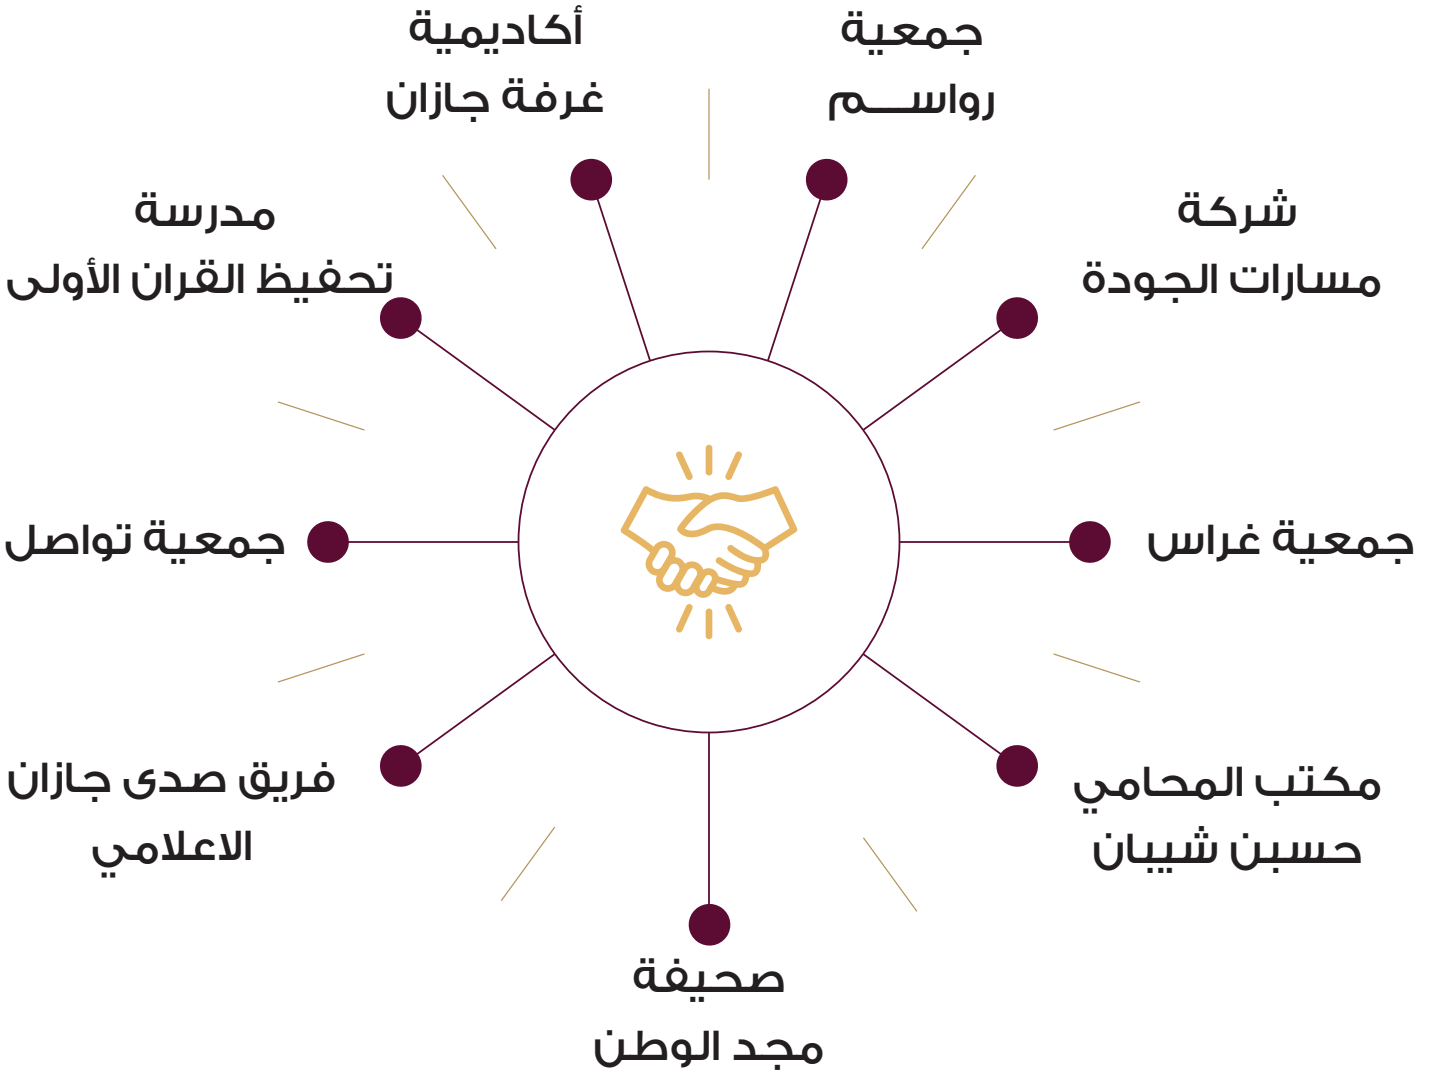 جمعية
رواســـم
أكاديمية
غرفة جازان
شركة
مسارات الجودة
مدرسة
تحفيظ القران الأولى
جمعية غراس
جمعية تواصل
مكتب المحامي
حسبن شيبان
فريق صدى جازان
الاعلامي
صحيفة
مجد الوطن